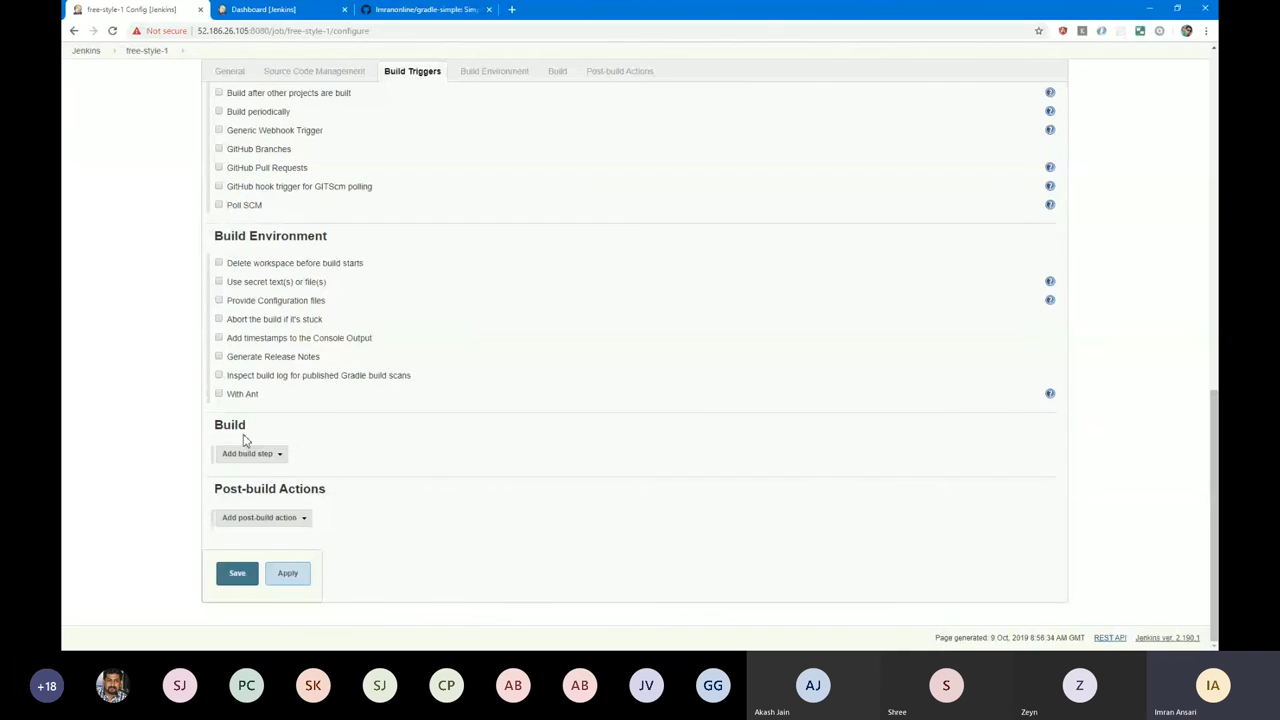 free-style-1 Config [Jenkins]
Dashboard [Jenkins]
Imranonline/gradle-simple: Sim
Not secure
52.186.26.105:8080/job/free-style-1/configure
Jenkins
free-style-1
General
Source Code Management
Build Triggers
Build Environment
Build
Post-build Actions
Build after other projects are built
Build periodically
Generic Webhook Trigger
GitHub Branches
GitHub Pull Requests
GitHub hook trigger for GITScm polling
Poll SCM
Build Environment
Delete workspace before build starts
Use secret text(s) or file(s)
Provide Configuration files
Abort the build if it's stuck
Add timestamps to the Console Output
Generate Release Notes
Inspect build log for published Gradle build scans
With Ant
Build
Add build step
Post-build Actions
Add post-build action
Save
Apply
Page generated: 9 Oct, 2019 8:56:34 AM GMT
REST API
Jenkins ver. 2.190.1
+18
SJ
PC
SK
SJ
CP
AB
AB
JV
GG
AJ
S
Z
IA
Akash Jain
Shree
Zeyn
Imran Ansari